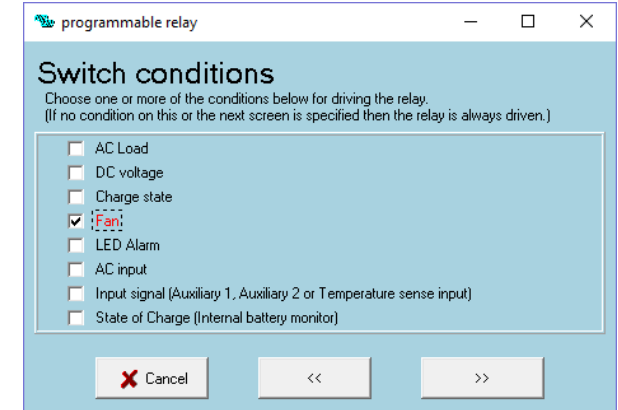 programmable relay
Switch conditions
Choose one or more of the conditions below for driving the relay.
(If no condition on this or the next screen is specified then the relay is always driven.)
AC Load
DC voltage
Charge state
Fan
LED Alarm
AC input
Input signal (Auxiliary 1, Auxiliary 2 or Temperature sense input)
State of Charge (Internal battery monitor)
Cancel << >>